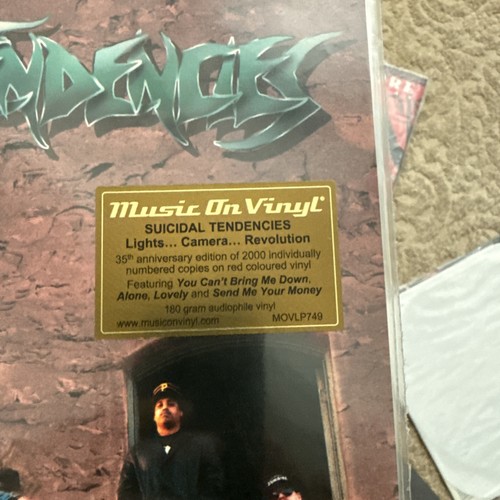 ENDENCIES
Music On Vinyl®
SUICIDAL TENDENCIES
Lights... Camera... Revolution
35th anniversary edition of 2000 individually
numbered copies on red coloured vinyl
Featuring You Can't Bring Me Down,
Alone, Lovely and Send Me Your Money
180 gram audiophile vinyl
www.musiconvinyl.com MOVLP749
P